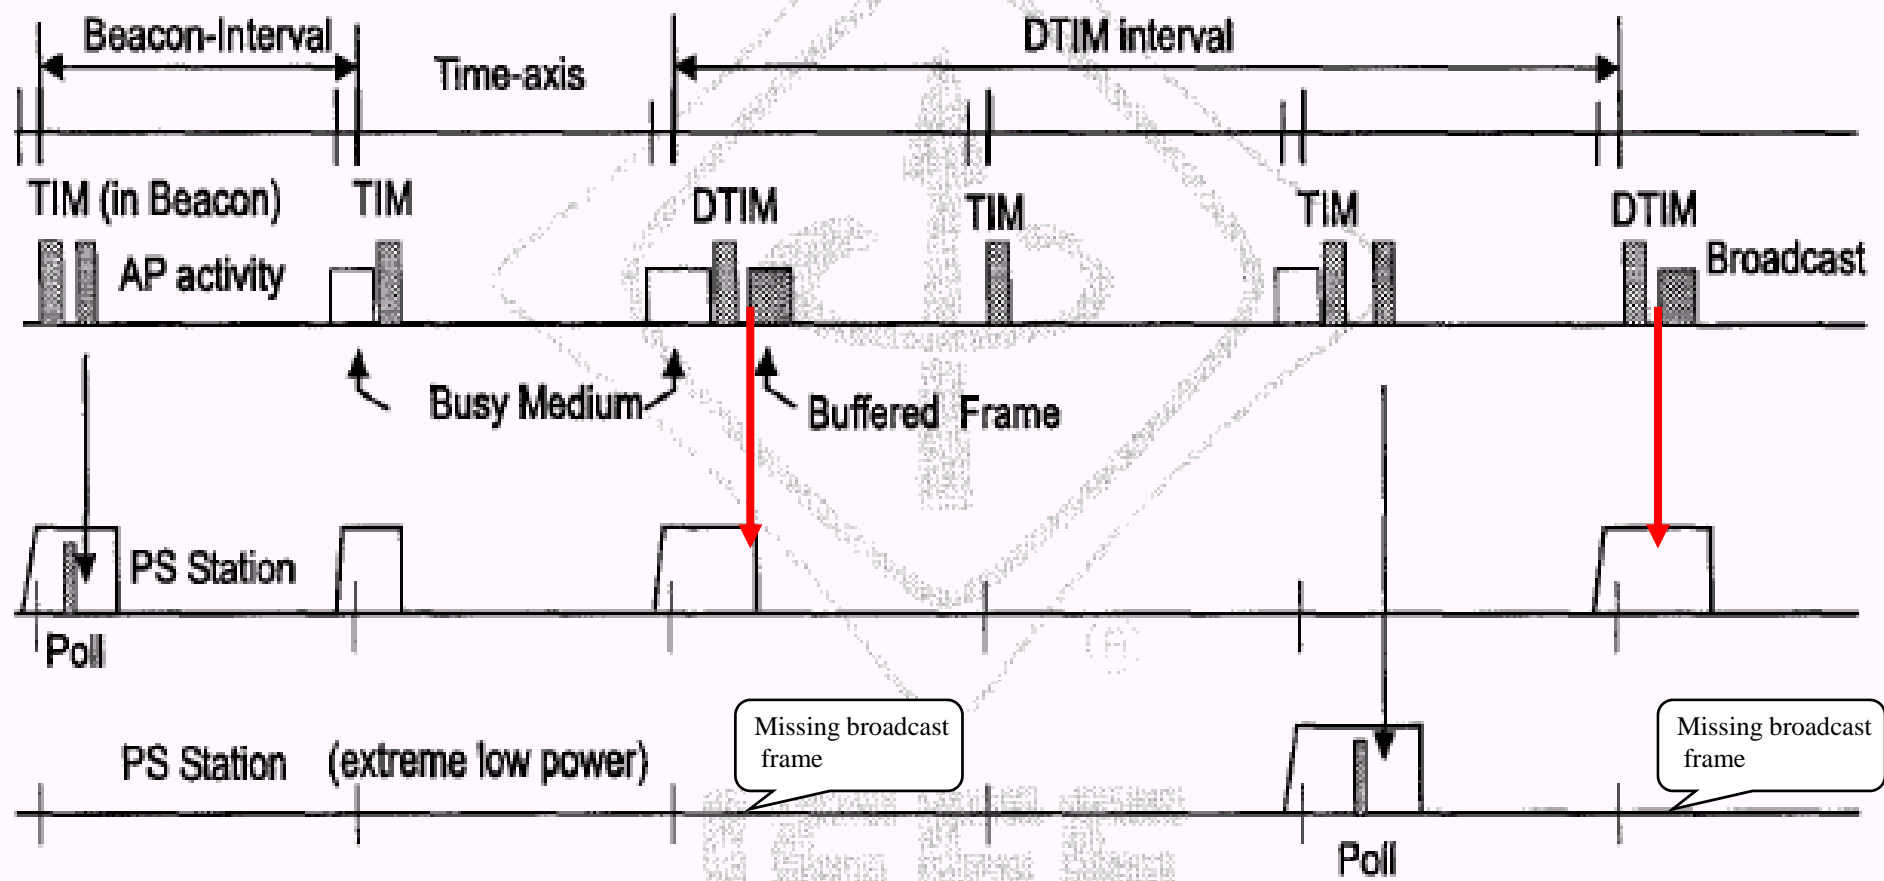 Beacon-Interval
DTIM interval
Time-axis
TIM (in Beacon)
TIM
DTIM
TIM
TIM
DTIM
AP activity
Broadcast
Busy Medium
Buffered Frame
PS Station
Poll
Missing broadcast
frame
Missing broadcast
frame
PS Station (extreme low power)
Poll